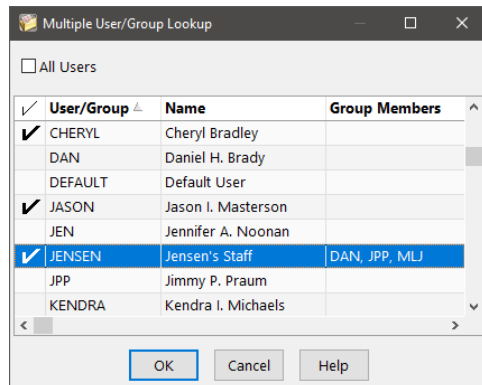 Multiple User/Group Lookup
All Users
User/Group Name Group Members
CHERYL Cheryl Bradley
DAN Daniel H. Brady
DEFAULT Default User
JASON Jason I. Masterson
JEN Jennifer A. Noonan
JENSEN Jensen's Staff DAN, JPP, MLJ
JPP Jimmy P. Praum
KENDRA Kendra I. Michaels
OK Cancel Help